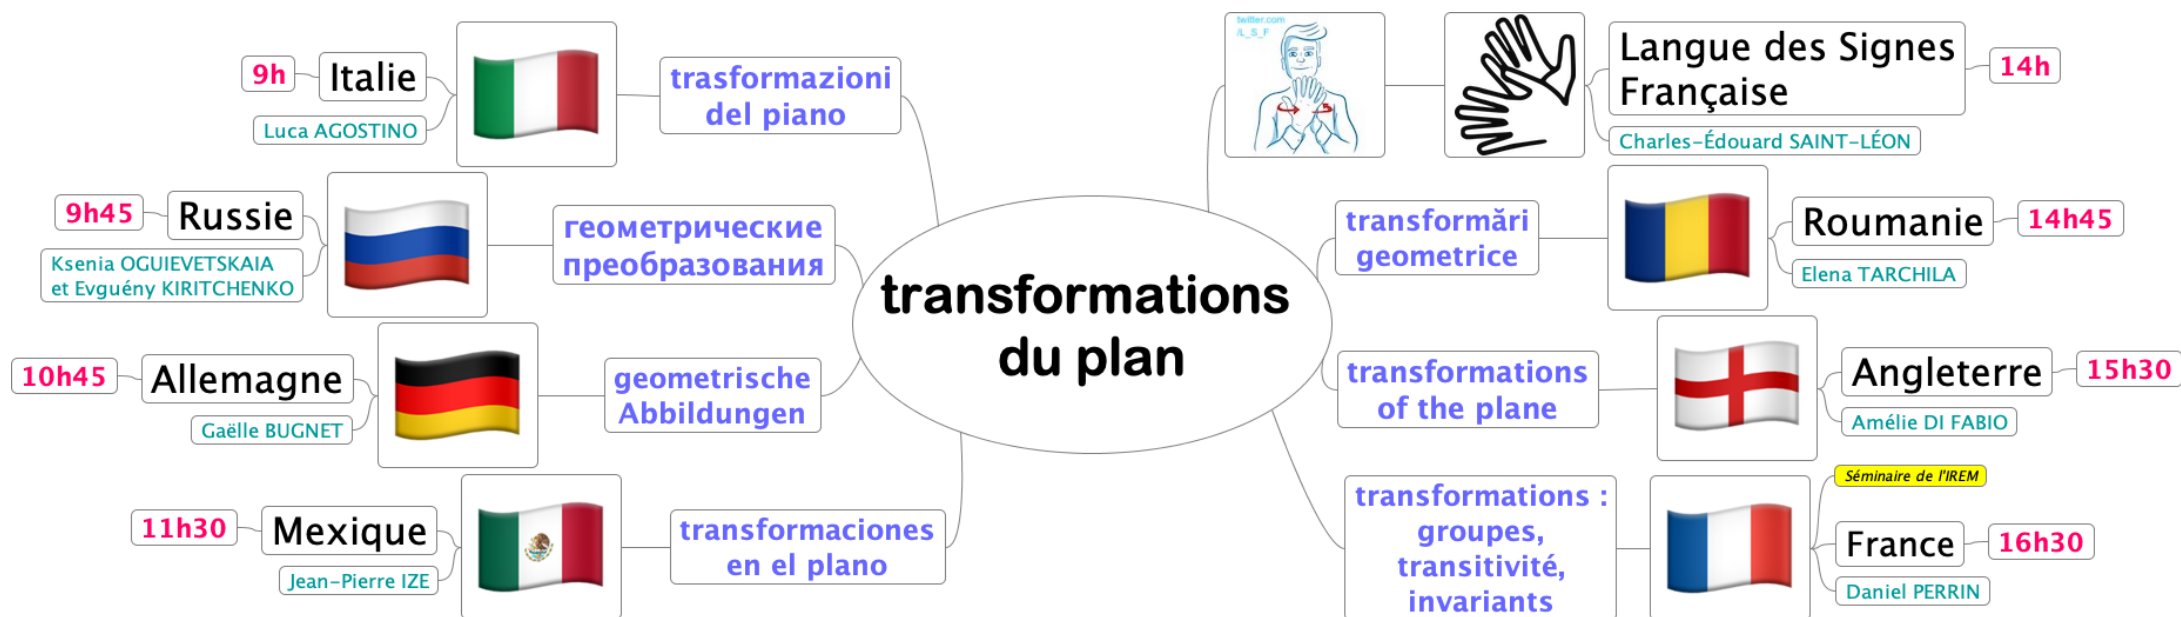 transformations
du plan
trasformazioni
del piano
Italie
9h
Luca AGOSTINO
геометрические
преобразования
Russie
9h45
Ksenia OGUIEVETSKAIA
et Evguény KIRITCHENKO
geometrische
Abbildungen
Allemagne
10h45
Gaëlle BUGNET
transformaciones
en el plano
Mexique
11h30
Jean-Pierre IZE
twitter.com
/L_S_F
Langue des Signes
Française
14h
Charles-Édouard SAINT-LÉON
transformări
geometrice
Roumanie
14h45
Elena TARCHILA
transformations
of the plane
Angleterre
15h30
Amélie DI FABIO
transformations :
groupes,
transitivité,
invariants
Séminaire de l'IREM
France
16h30
Daniel PERRIN